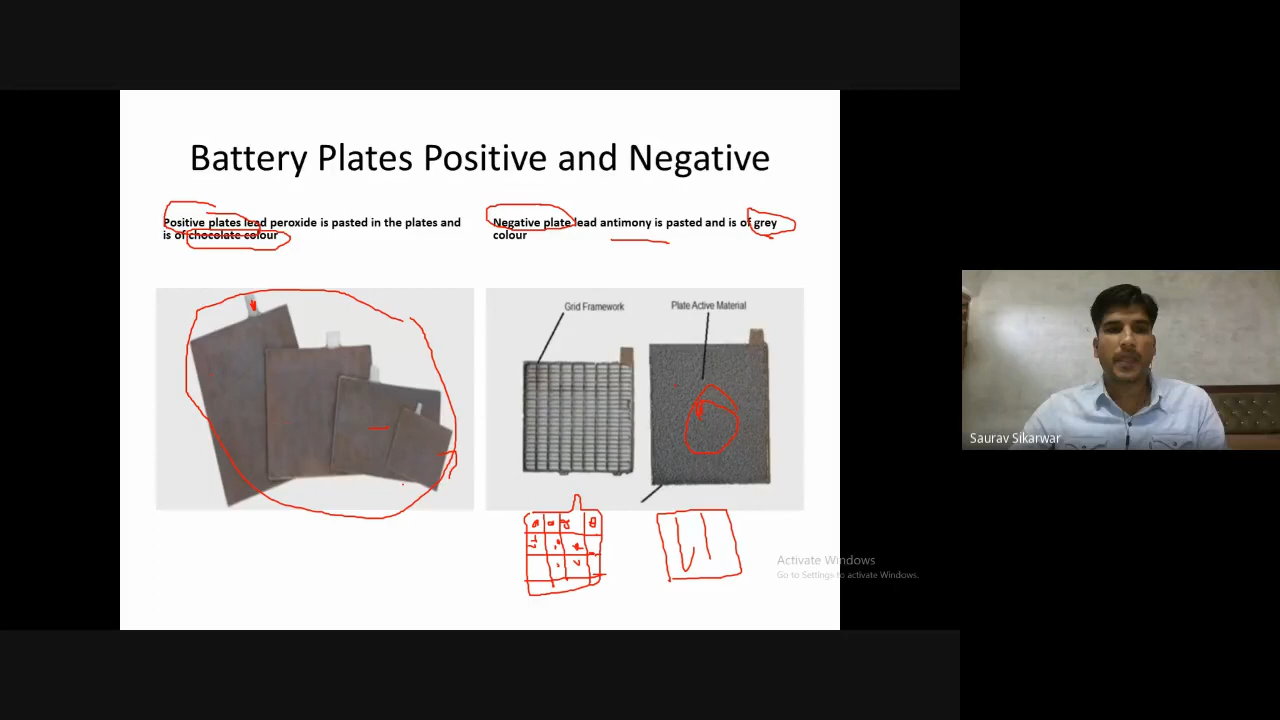 Battery Plates Positive and Negative
Positive plates lead peroxide is pasted in the plates and
is of chocolate colour
Negative plate lead antimony is pasted and is of grey
colour
Grid Framework
Plate Active Material
Activate Windows
Go to Settings to activate Windows.
Saurav Sikarwar